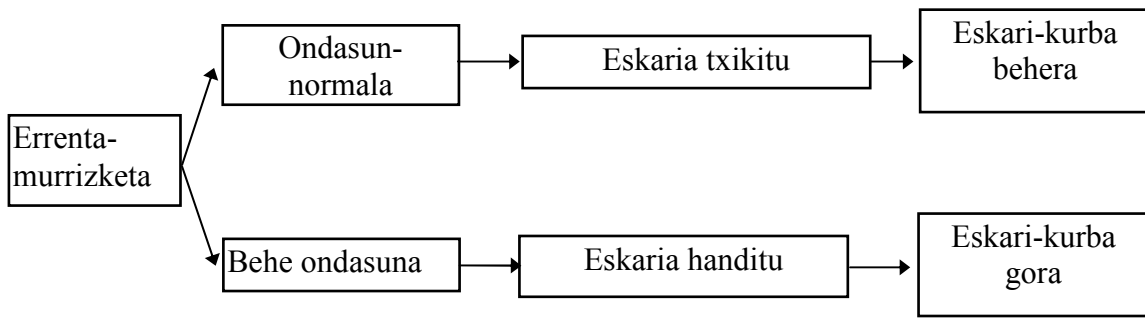 Errenta-
murrizketa
Ondasun-
normala
Eskaria txikitu
Eskari-kurba
behera
Behe ondasuna
Eskaria handitu
Eskari-kurba
gora